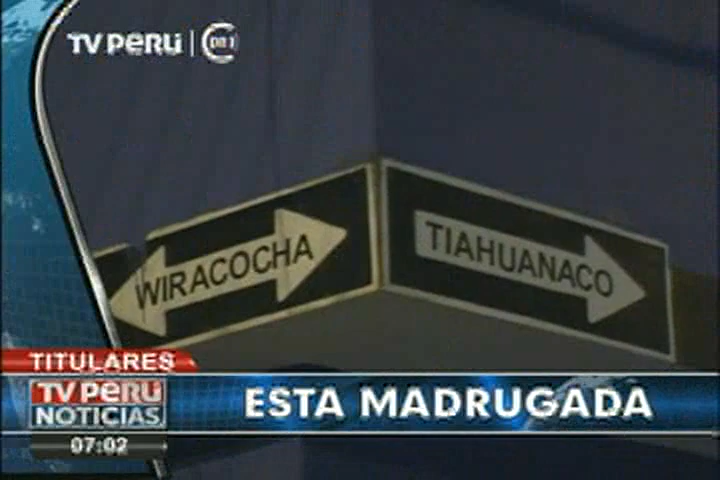 TV PERU
WIRACOCHA
TIAHUANACO
TITULARES
TV PERU
NOTICIAS
ESTA MADRUGADA
07:02